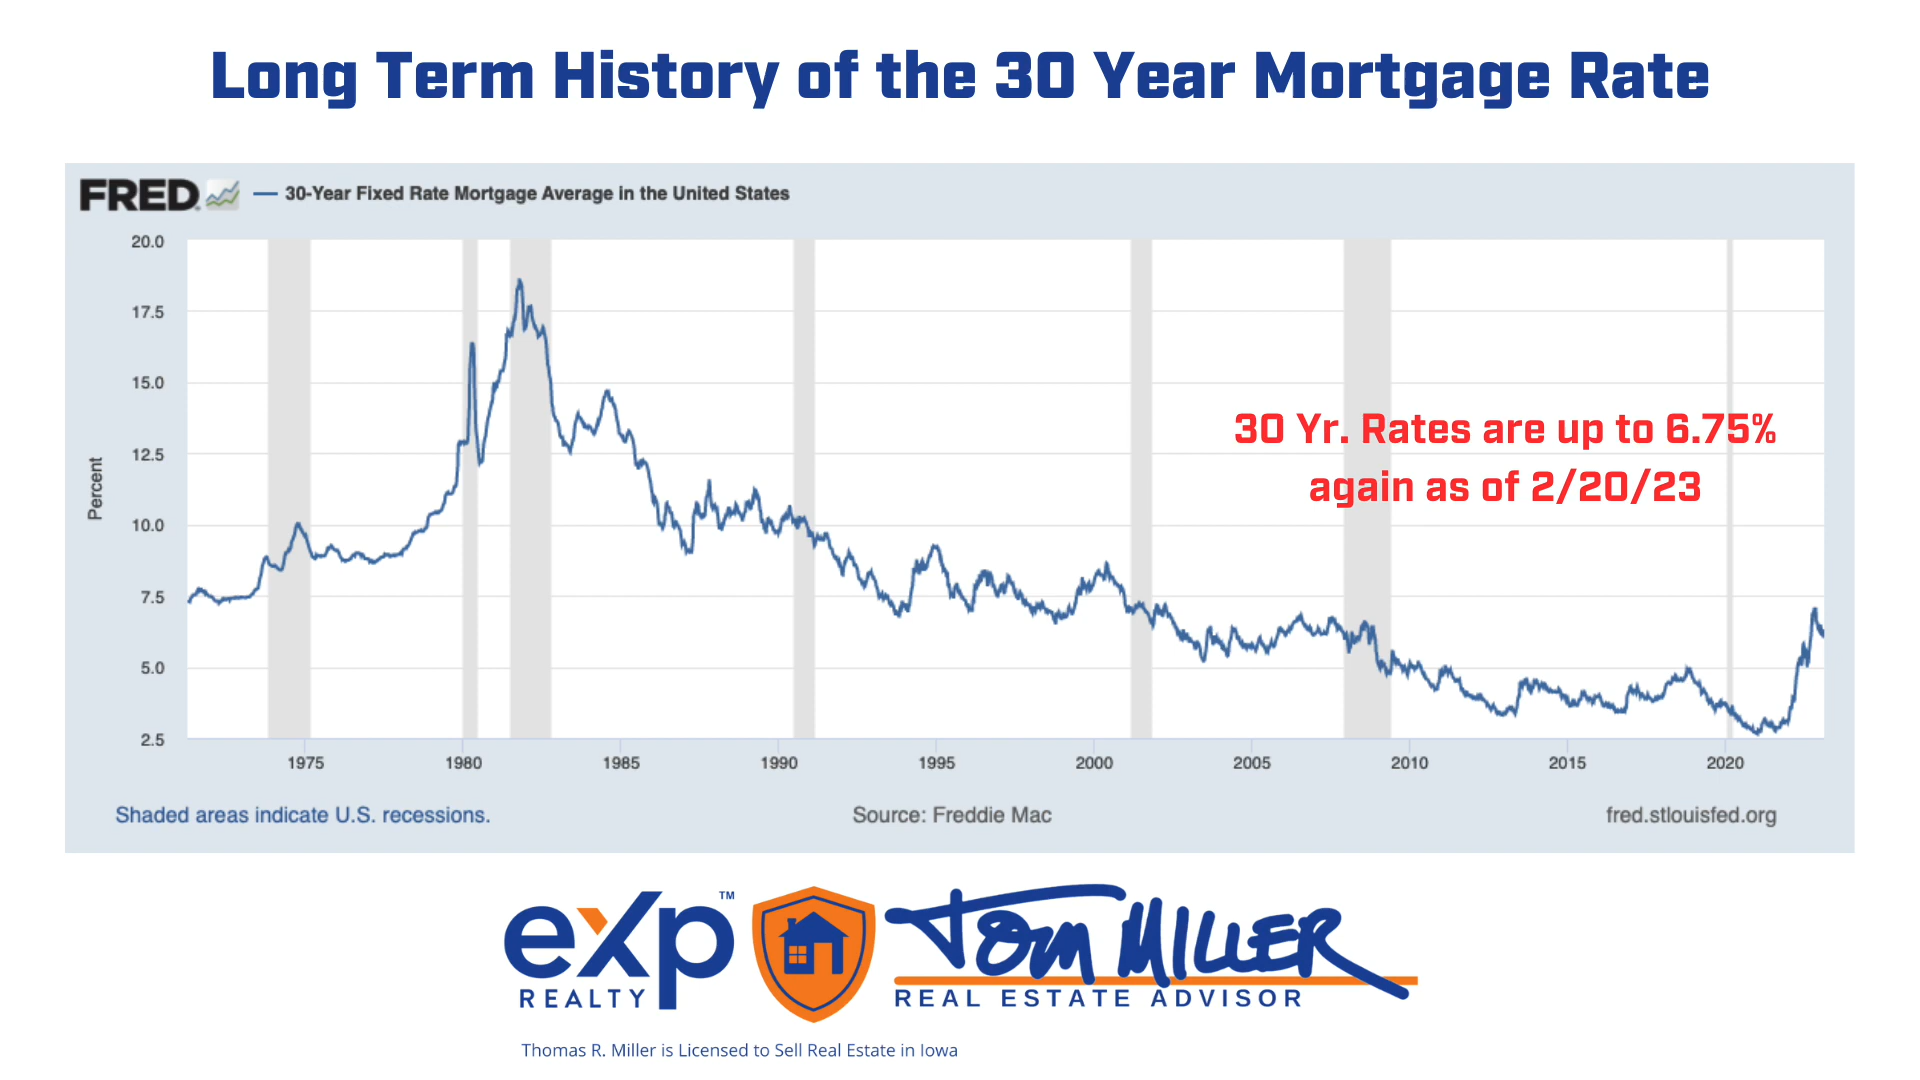 Long Term History of the 30 Year Mortgage Rate
FRED
30-Year Fixed Rate Mortgage Average in the United States
20.0
17.5
15.0
12.5
10.0
7.5
5.0
2.5
Percent
30 Yr. Rates are up to 6.75%
again as of 2/20/23
1975 1980 1985 1990 1995 2000 2005 2010 2015 2020
Shaded areas indicate U.S. recessions. Source: Freddie Mac fred.stlouisfed.org
eXp™
REALTY
TOM MILLER
REAL ESTATE ADVISOR
Thomas R. Miller is Licensed to Sell Real Estate in Iowa